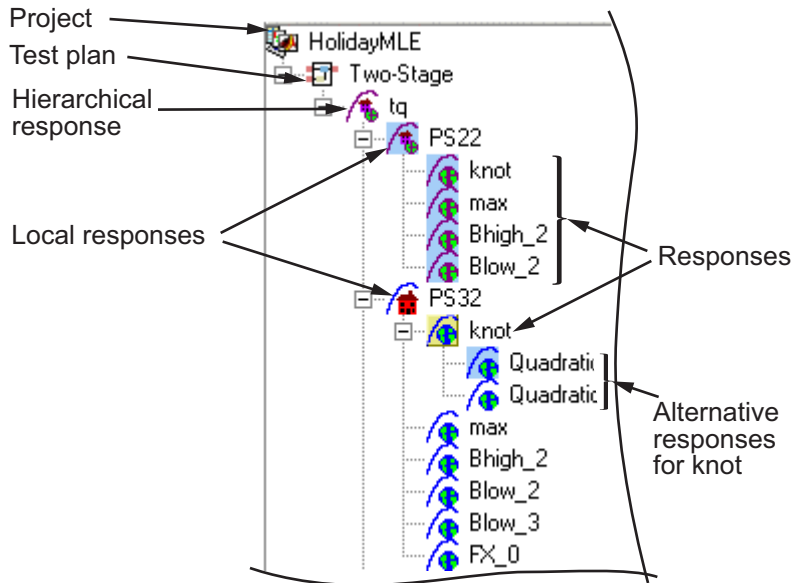 Project
HolidayMLE
Test plan
Two-Stage
Hierarchical
response
tq
PS22
knot
max
Bhigh_2
Blow_2
Local responses
Responses
PS32
knot
Quadratic
Quadratic
Alternative
responses
for knot
max
Bhigh_2
Blow_2
Blow_3
FX_0